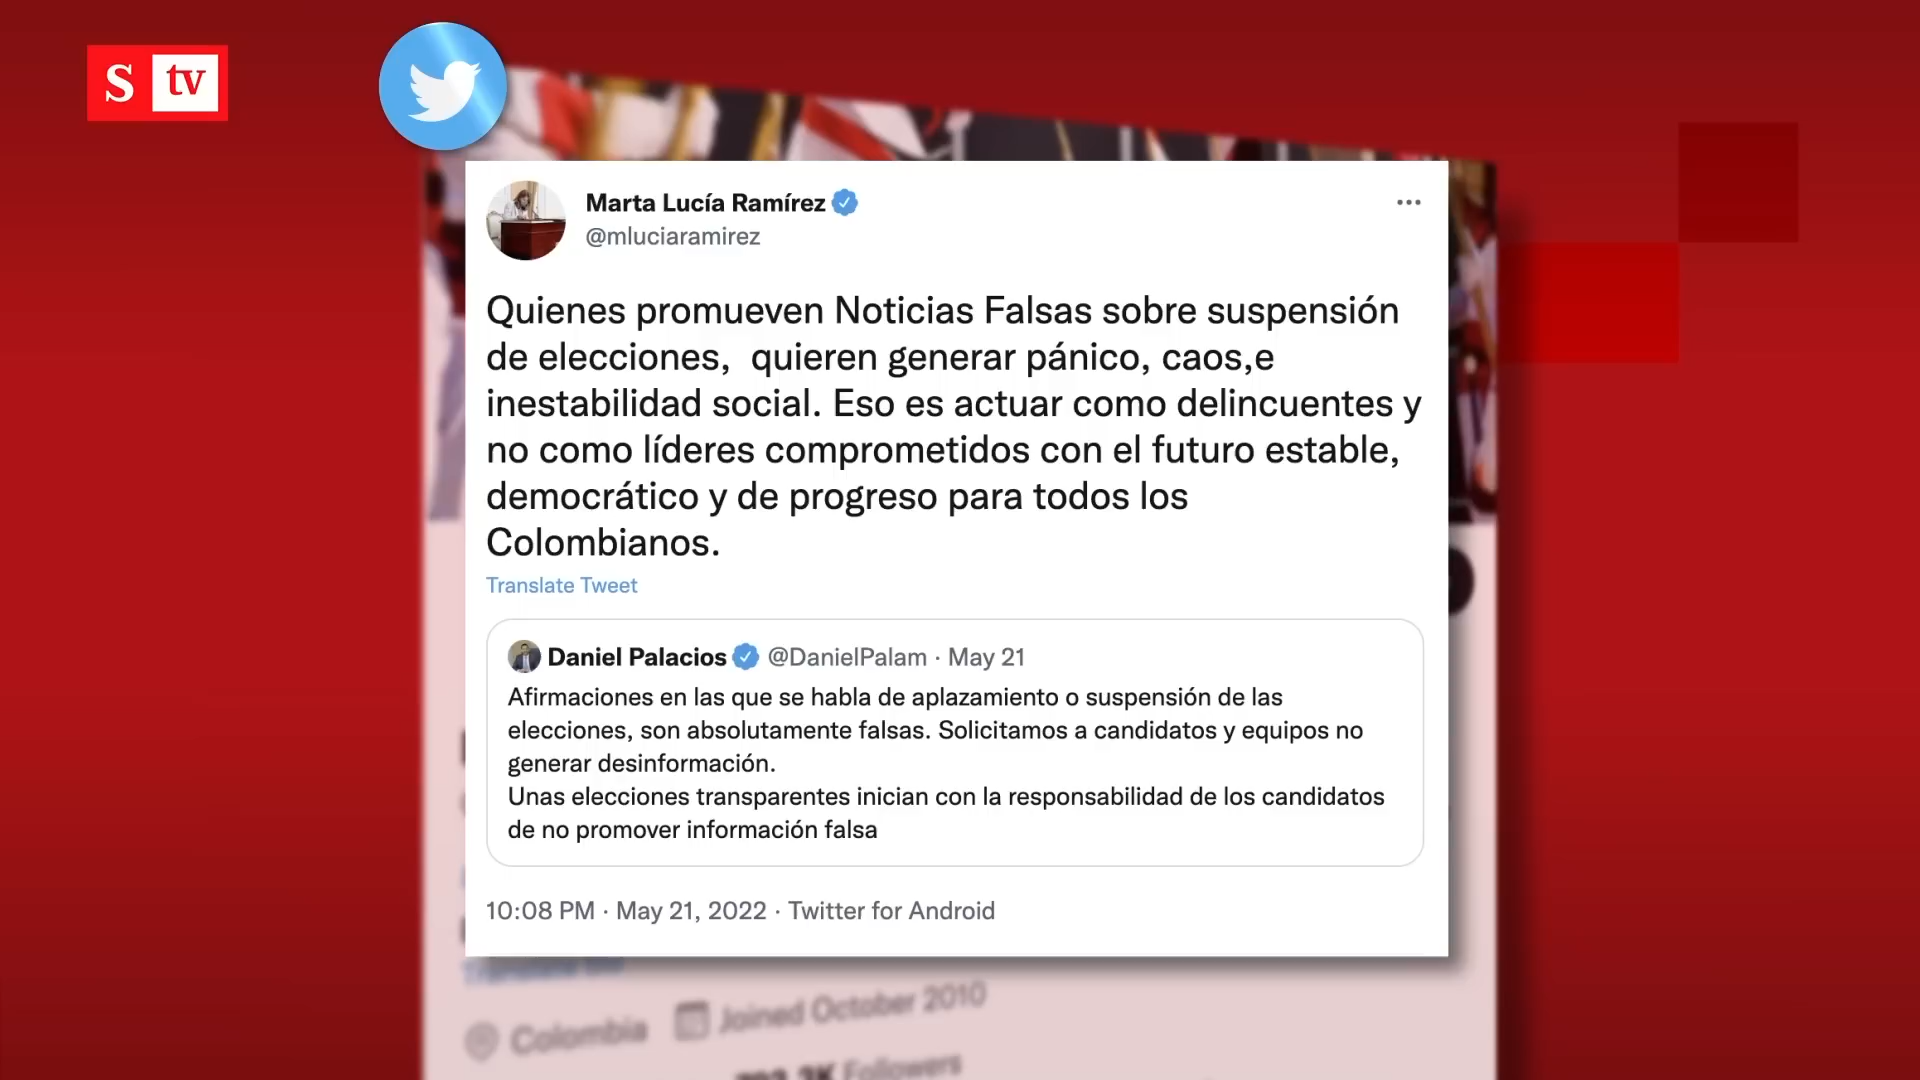 S tv
Marta Lucía Ramírez
@mluciaramirez
Quienes promueven Noticias Falsas sobre suspensión
de elecciones,  quieren generar pánico, caos,e
inestabilidad social. Eso es actuar como delincuentes y
no como líderes comprometidos con el futuro estable,
democrático y de progreso para todos los
Colombianos.
Translate Tweet
Daniel Palacios @DanielPalam · May 21
Afirmaciones en las que se habla de aplazamiento o suspensión de las
elecciones, son absolutamente falsas. Solicitamos a candidatos y equipos no
generar desinformación.
Unas elecciones transparentes inician con la responsabilidad de los candidatos
de no promover información falsa
10:08 PM · May 21, 2022 · Twitter for Android
Translate bio
Colombia Joined October 2010
Followers